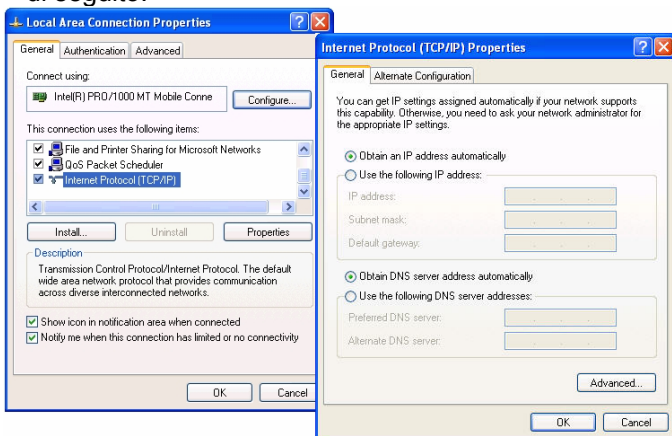 di seguito:
Local Area Connection Properties
General Authentication Advanced
Connect using:
Intel(R) PRO/1000 MT Mobile Conne
Configure...
This connection uses the following items:
File and Printer Sharing for Microsoft Networks
QoS Packet Scheduler
Internet Protocol (TCP/IP)
Install... Uninstall Properties
Description
Transmission Control Protocol/Internet Protocol. The default
wide area network protocol that provides communication
across diverse interconnected networks.
Show icon in notification area when connected
Notify me when this connection has limited or no connectivity
OK Cancel
Internet Protocol (TCP/IP) Properties
General Alternate Configuration
You can get IP settings assigned automatically if your network supports
this capability. Otherwise, you need to ask your network administrator for
the appropriate IP settings.
Obtain an IP address automatically
Use the following IP address:
IP address:
Subnet mask:
Default gateway:
Obtain DNS server address automatically
Use the following DNS server addresses:
Preferred DNS server:
Alternate DNS server:
Advanced...
OK Cancel